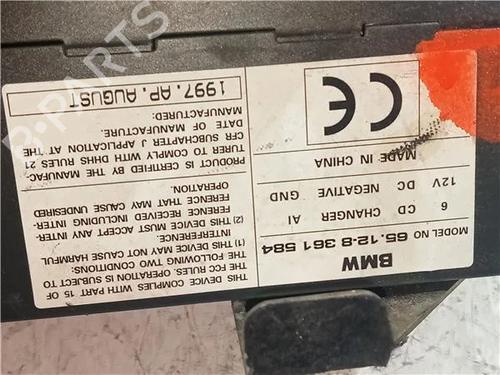 BMW
MODEL NO 65.12-8 361 584
6 CD CHANGER AI
12V DC NEGATIVE GND
MADE IN CHINA
CE
THIS DEVICE COMPLIES WITH PART 15 OF
THE FCC RULES. OPERATION IS SUBJECT TO
THE FOLLOWING TWO CONDITIONS:
(1) THIS DEVICE MAY NOT CAUSE HARMFUL
INTERFERENCE.
(2) THIS DEVICE MUST ACCEPT ANY INTER-
FERENCE RECEIVED INCLUDING INTER-
FERENCE THAT MAY CAUSE UNDESIRED
OPERATION.
PRODUCT IS CERTIFIED BY THE MANUFAC-
TURER TO COMPLY WITH DHHS RULES 21
CFR SUBCHAPTER J APPLICATION AT THE
DATE OF MANUFACTURE.
MANUFACTURED:
1997. AP. AUGUST
B-PARTS